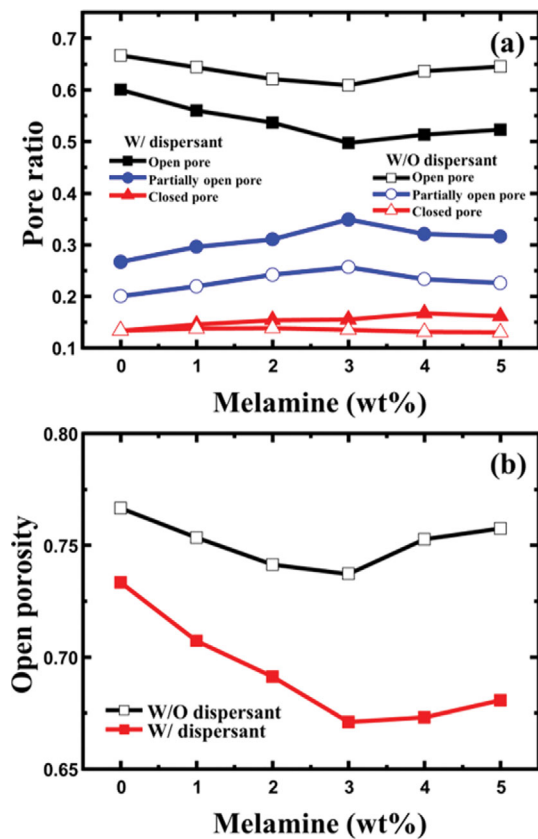 (a)
0.7
0.6
0.5
0.4
0.3
0.2
0.1
Pore ratio
W/ dispersant
Open pore
Partially open pore
Closed pore
W/O dispersant
Open pore
Partially open pore
Closed pore
0 1 2 3 4 5
Melamine (wt%)
(b)
0.80
0.75
0.70
0.65
Open porosity
W/O dispersant
W/ dispersant
0 1 2 3 4 5
Melamine (wt%)